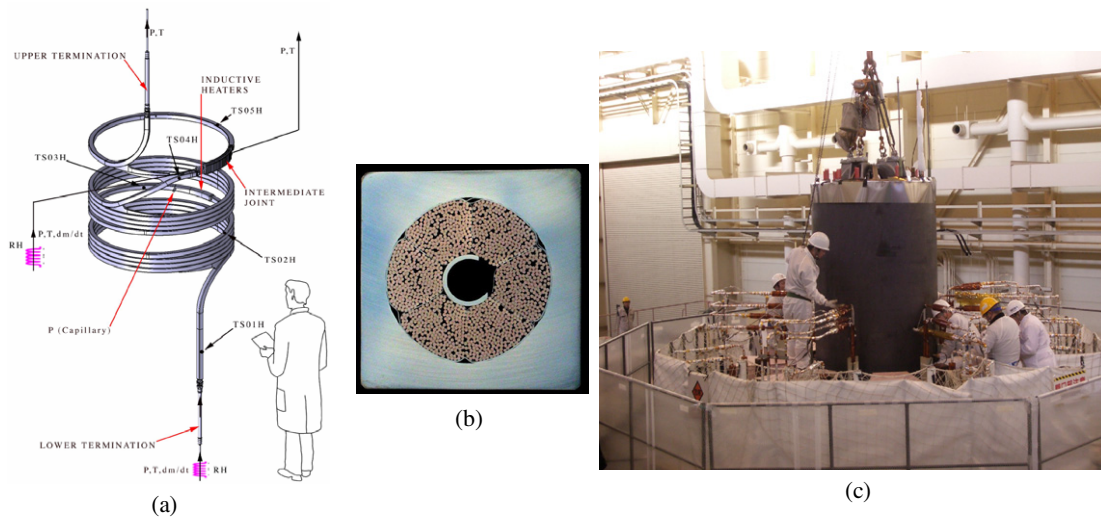 P,T
UPPER TERMINATION
P,T
INDUCTIVE
HEATERS
TS05H
TS04H
TS03H
INTERMEDIATE
JOINT
P,T,dm/dt
RH
TS02H
P (Capillary)
TS01H
LOWER TERMINATION
P,T,dm/dt
RH
(a)
(b)
(c)